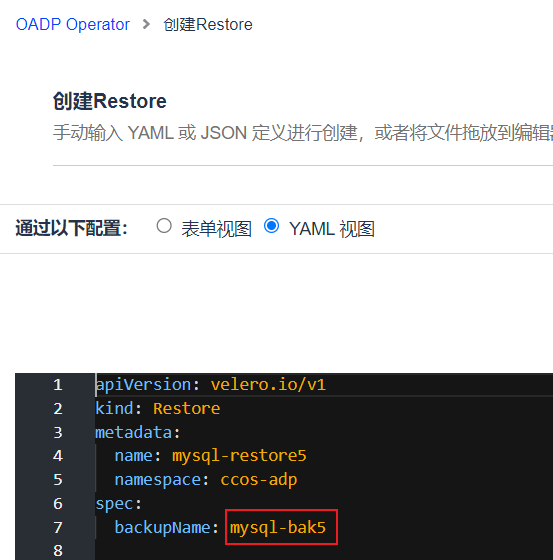 OADP Operator > 创建Restore
创建Restore
手动输入 YAML 或 JSON 定义进行创建，或者将文件拖放到编辑
通过以下配置： 表单视图 YAML 视图
1 apiVersion: velero.io/v1
2 kind: Restore
3 metadata:
4   name: mysql-restore5
5   namespace: ccos-adp
6 spec:
7   backupName: mysql-bak5
8